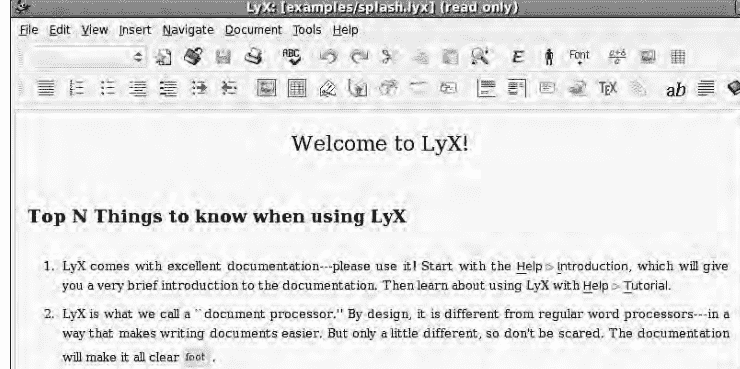 LyX: [examples/splash.lyx] (read only)
File Edit View Insert Navigate Document Tools Help
ABC E Font
TEX ab
Welcome to LyX!
Top N Things to know when using LyX
1. LyX comes with excellent documentation---please use it! Start with the Help ▹ Introduction, which will give
you a very brief introduction to the documentation. Then learn about using LyX with Help ▹ Tutorial.
2. LyX is what we call a ``document processor.'' By design, it is different from regular word processors---in a
way that makes writing documents easier. But only a little different, so don't be scared. The documentation
will make it all clear foot .